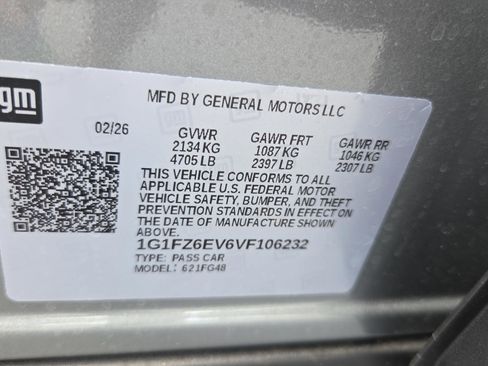 gm
MFD BY GENERAL MOTORS LLC
02/26
GVWR
2134 KG
4705 LB
GAWR FRT
1087 KG
2397 LB
GAWR RR
1046 KG
2307 LB
THIS VEHICLE CONFORMS TO ALL
APPLICABLE U.S. FEDERAL MOTOR
VEHICLE SAFETY, BUMPER, AND THEFT
PREVENTION STANDARDS IN EFFECT ON
THE DATE OF MANUFACTURE SHOWN
ABOVE.
1G1FZ6EV6VF106232
TYPE: PASS CAR
MODEL: 621FG48